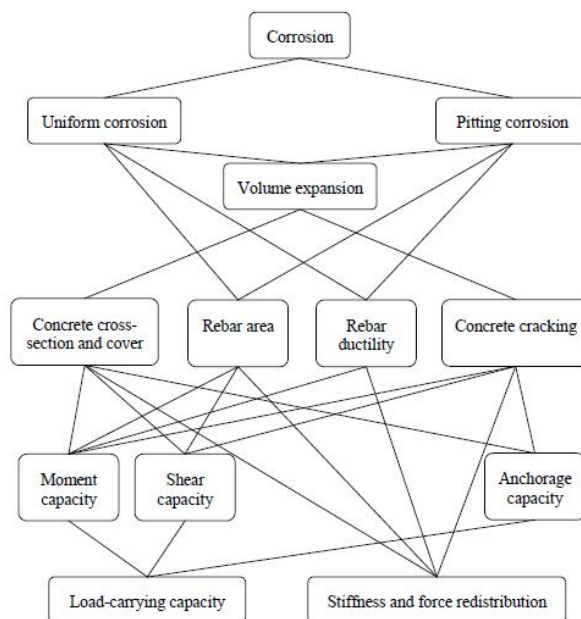 Corrosion
Uniform corrosion
Pitting corrosion
Volume expansion
Concrete cross-
section and cover
Rebar area
Rebar
ductility
Concrete cracking
Moment
capacity
Shear
capacity
Anchorage
capacity
Load-carrying capacity
Stiffness and force redistribution